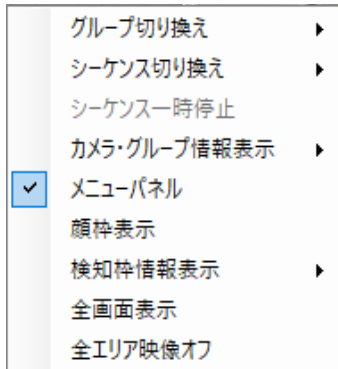 グループ切り換え
シーケンス切り換え
シーケンス一時停止
カメラ・グループ情報表示
メニューパネル
顔枠表示
検知枠情報表示
全画面表示
全エリア映像オフ